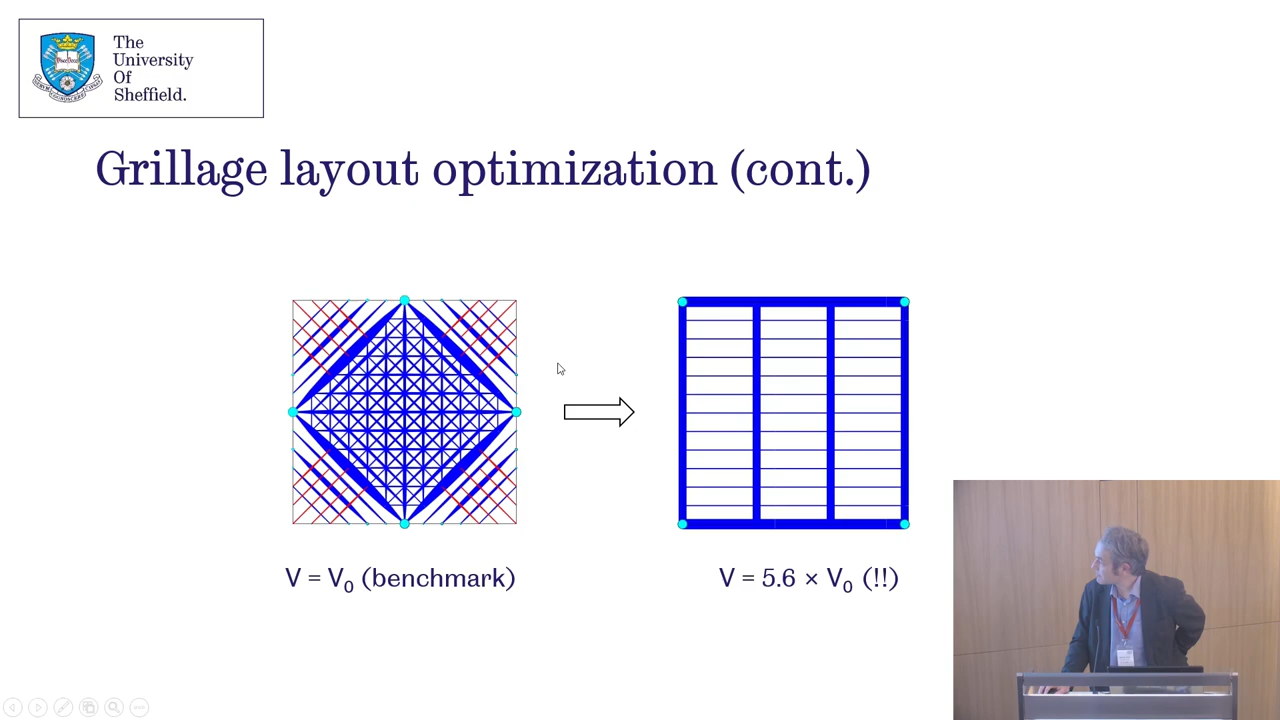 The
University
Of
Sheffield.
Grillage layout optimization (cont.)
V = V₀ (benchmark)
V = 5.6 × V₀ (!!)